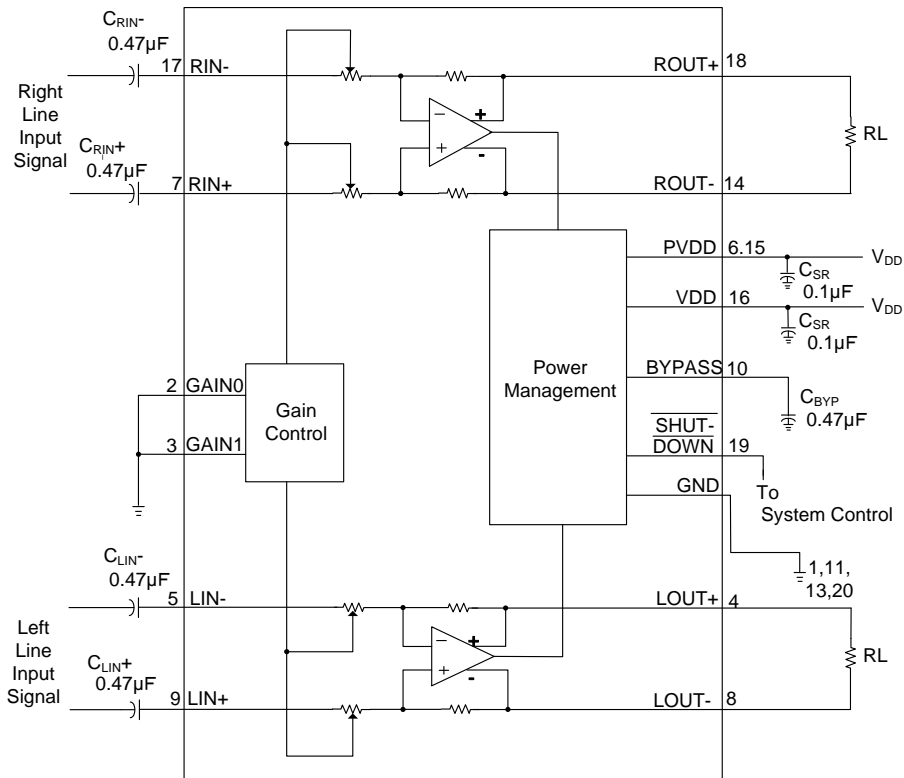 CRIN-
0.47µF
17 RIN-
ROUT+ 18
Right
Line
Input
Signal
RL
CRIN+
0.47µF
7 RIN+
ROUT- 14
PVDD 6.15
VDD
CSR
0.1µF
VDD 16
VDD
CSR
0.1µF
Power
Management
BYPASS 10
CBYP
0.47µF
2 GAIN0
Gain
Control
3 GAIN1
SHUT-
DOWN 19
To
System Control
GND
1,11,
13,20
CLIN-
0.47µF
5 LIN-
LOUT+ 4
Left
Line
Input
Signal
RL
CLIN+
0.47µF
9 LIN+
LOUT- 8